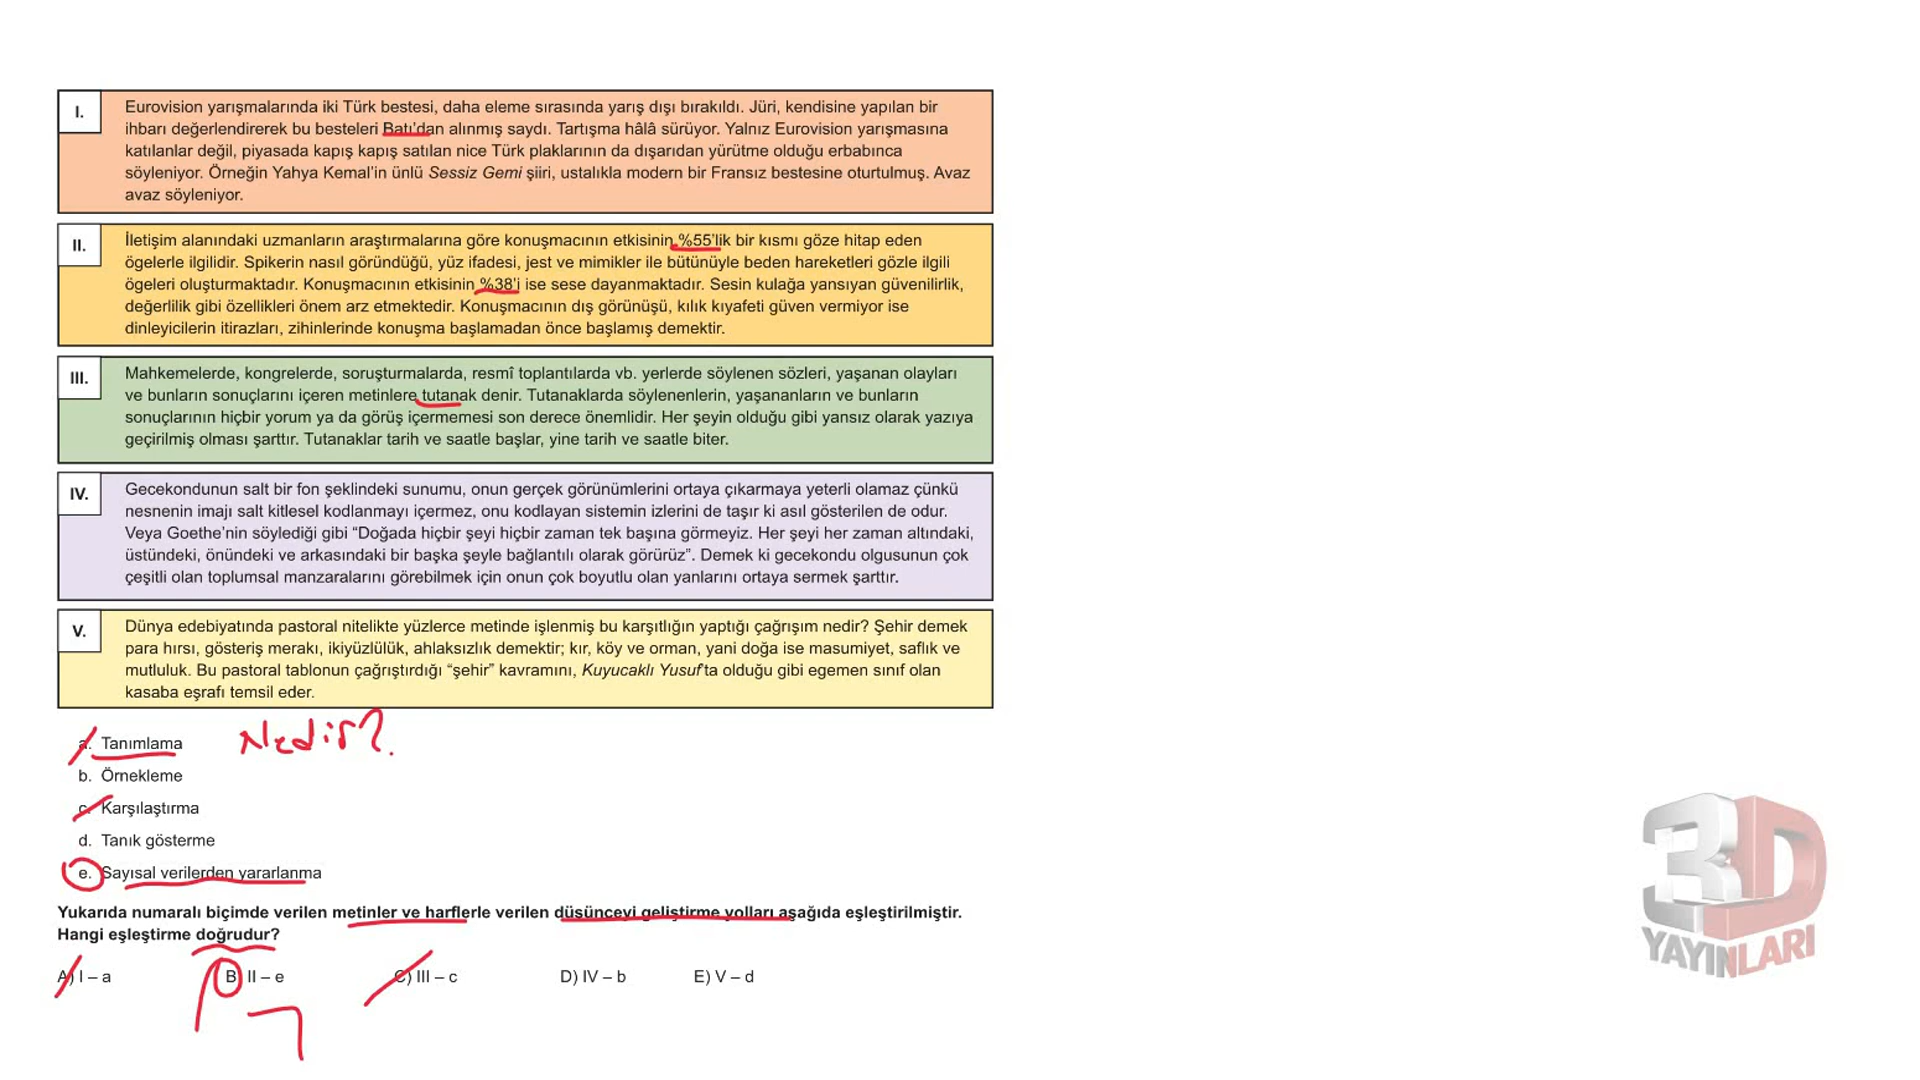 I.
Eurovision yarışmalarında iki Türk bestesi, daha eleme sırasında yarış dışı bırakıldı. Jüri, kendisine yapılan bir
ihbarı değerlendirerek bu besteleri Batı’dan alınmış saydı. Tartışma hâlâ sürüyor. Yalnız Eurovision yarışmasına
katılanlar değil, piyasada kapış kapış satılan nice Türk plaklarının da dışarıdan yürütme olduğu erbabınca
söyleniyor. Örneğin Yahya Kemal’in ünlü Sessiz Gemi şiiri, ustalıkla modern bir Fransız bestesine oturtulmuş. Avaz
avaz söyleniyor.
II.
İletişim alanındaki uzmanların araştırmalarına göre konuşmacının etkisinin %55’lik bir kısmı göze hitap eden
ögelerle ilgilidir. Spikerin nasıl göründüğü, yüz ifadesi, jest ve mimikler ile bütünüyle beden hareketleri gözle ilgili
ögeleri oluşturmaktadır. Konuşmacının etkisinin %38’i ise sese dayanmaktadır. Sesin kulağa yansıyan güvenilirlik,
değerlilik gibi özellikleri önem arz etmektedir. Konuşmacının dış görünüşü, kılık kıyafeti güven vermiyor ise
dinleyicilerin itirazları, zihinlerinde konuşma başlamadan önce başlamış demektir.
III.
Mahkemelerde, kongrelerde, soruşturmalarda, resmî toplantılarda vb. yerlerde söylenen sözleri, yaşanan olayları
ve bunların sonuçlarını içeren metinlere tutanak denir. Tutanaklarda söylenenlerin, yaşananların ve bunların
sonuçlarının hiçbir yorum ya da görüş içermemesi son derece önemlidir. Her şeyin olduğu gibi yansız olarak yazıya
geçirilmiş olması şarttır. Tutanaklar tarih ve saatle başlar, yine tarih ve saatle biter.
IV.
Gecekondunun salt bir fon şeklindeki sunumu, onun gerçek görünümlerini ortaya çıkarmaya yeterli olamaz çünkü
nesnenin imajı salt kitlesel kodlanmayı içermez, onu kodlayan sistemin izlerini de taşır ki asıl gösterilen de odur.
Veya Goethe’nin söylediği gibi “Doğada hiçbir şeyi hiçbir zaman tek başına görmeyiz. Her şeyi her zaman altındaki,
üstündeki, önündeki ve arkasındaki bir başka şeyle bağlantılı olarak görürüz”. Demek ki gecekondu olgusunun çok
çeşitli olan toplumsal manzaralarını görebilmek için onun çok boyutlu olan yanlarını ortaya sermek şarttır.
V.
Dünya edebiyatında pastoral nitelikte yüzlerce metinde işlenmiş bu karşıtlığın yaptığı çağrışım nedir? Şehir demek
para hırsı, gösteriş merakı, ikiyüzlülük, ahlaksızlık demektir; kır, köy ve orman, yani doğa ise masumiyet, saflık ve
mutluluk. Bu pastoral tablonun çağrıştırdığı “şehir” kavramını, Kuyucaklı Yusuf’ta olduğu gibi egemen sınıf olan
kasaba eşrafı temsil eder.
a. Tanımlama Nedir?
b. Örnekleme
c. Karşılaştırma
d. Tanık gösterme
e. Sayısal verilerden yararlanma
Yukarıda numaralı biçimde verilen metinler ve harflerle verilen düşünceyi geliştirme yolları aşağıda eşleştirilmiştir.
Hangi eşleştirme doğrudur?
A) I – a B) II – e C) III – c D) IV – b E) V – d
3D
YAYINLARI